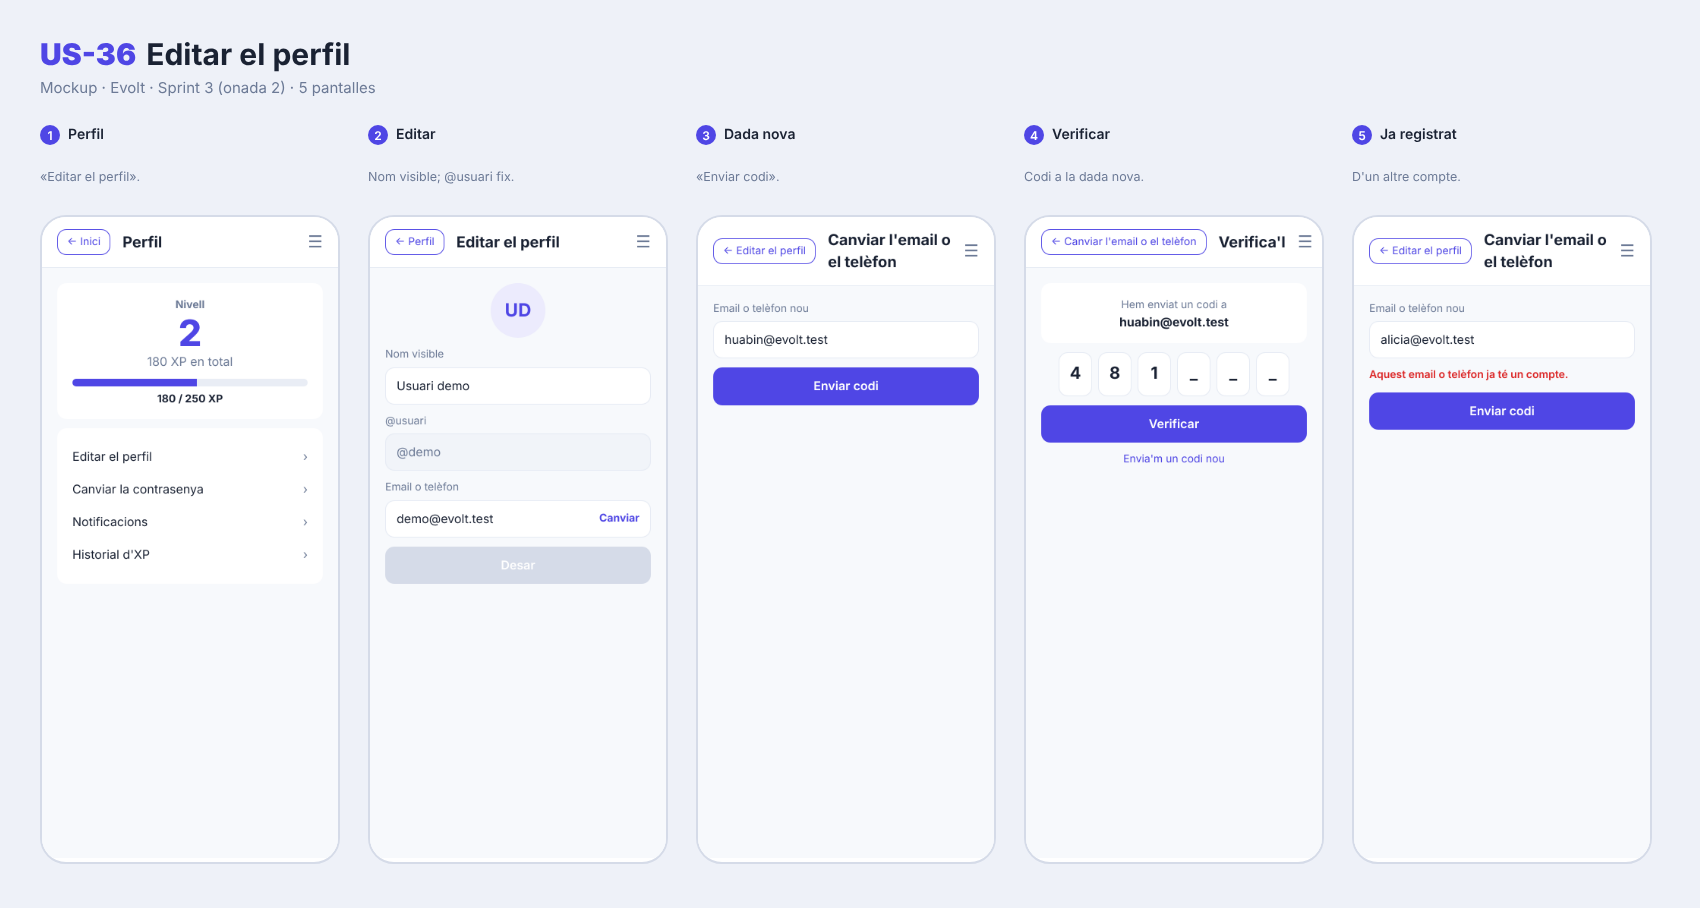 US-36 Editar el perfil
Mockup · Evolt · Sprint 3 (onada 2) · 5 pantalles
1 Perfil
«Editar el perfil».
← Inici Perfil ☰
Nivell
2
180 XP en total
180 / 250 XP
Editar el perfil ›
Canviar la contrasenya ›
Notificacions ›
Historial d'XP ›
2 Editar
Nom visible; @usuari fix.
← Perfil Editar el perfil ☰
UD
Nom visible
Usuari demo
@usuari
@demo
Email o telèfon
demo@evolt.test Canviar
Desar
3 Dada nova
«Enviar codi».
← Editar el perfil Canviar l'email o
el telèfon ☰
Email o telèfon nou
huabin@evolt.test
Enviar codi
4 Verificar
Codi a la dada nova.
← Canviar l'email o el telèfon Verifica'l ☰
Hem enviat un codi a
huabin@evolt.test
4 8 1 _ _ _
Verificar
Envia'm un codi nou
5 Ja registrat
D'un altre compte.
← Editar el perfil Canviar l'email o
el telèfon ☰
Email o telèfon nou
alicia@evolt.test
Aquest email o telèfon ja té un compte.
Enviar codi